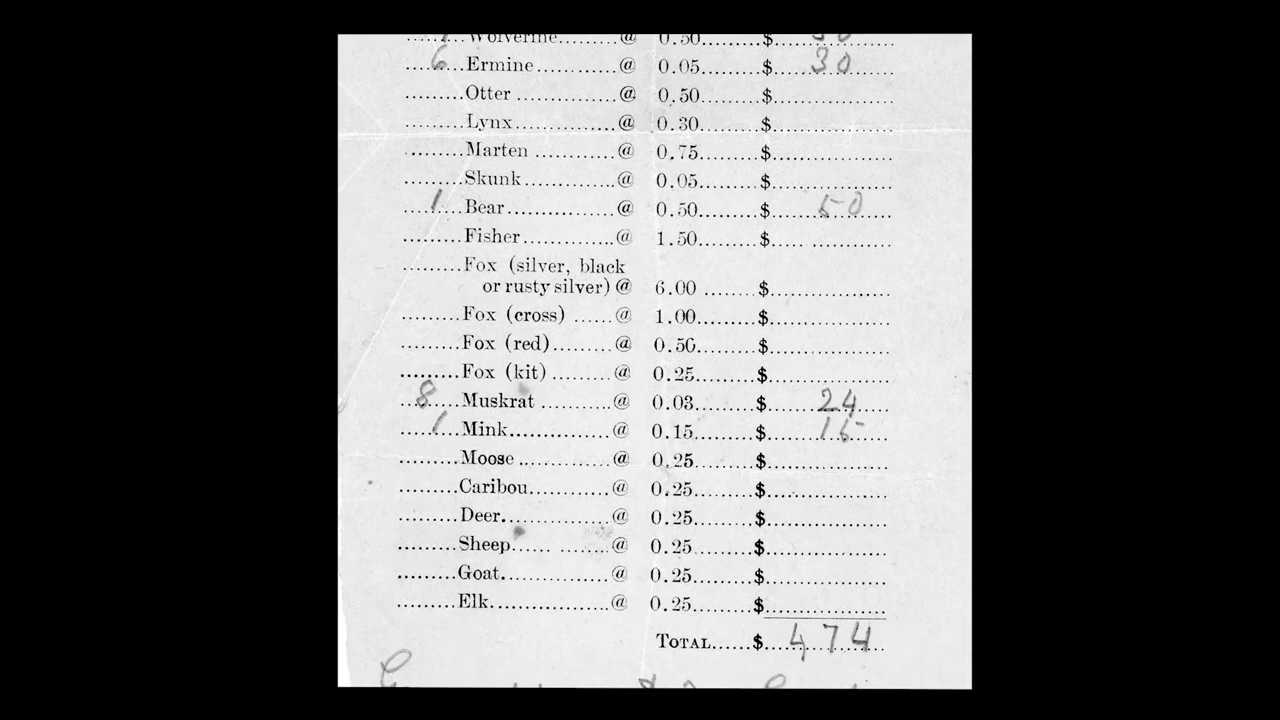 1 Wolverine........@ 0.50.........$ 50
6 Ermine............@ 0.05.........$ 30
.........Otter ..............@ 0.50.........$..................
.........Lynx...............@ 0.30.........$..................
.........Marten ............@ 0.75.........$..................
.........Skunk..............@ 0.05.........$..................
1 Bear................@ 0.50.........$ 50
.........Fisher..............@ 1.50.........$..................
.........Fox (silver, black
or rusty silver) @ 6.00 .........$..................
.........Fox (cross) ......@ 1.00.........$..................
.........Fox (red).........@ 0.50.........$..................
.........Fox (kit) .........@ 0.25.........$..................
8 Muskrat ..........@ 0.03.........$ 24
1 Mink...............@ 0.15.........$ 15
.........Moose ..............@ 0.25.........$..................
.........Caribou............@ 0.25.........$..................
.........Deer................@ 0.25.........$..................
.........Sheep...... ........@ 0.25.........$..................
.........Goat................@ 0.25.........$..................
.........Elk..................@ 0.25.........$..................
TOTAL......$ 474